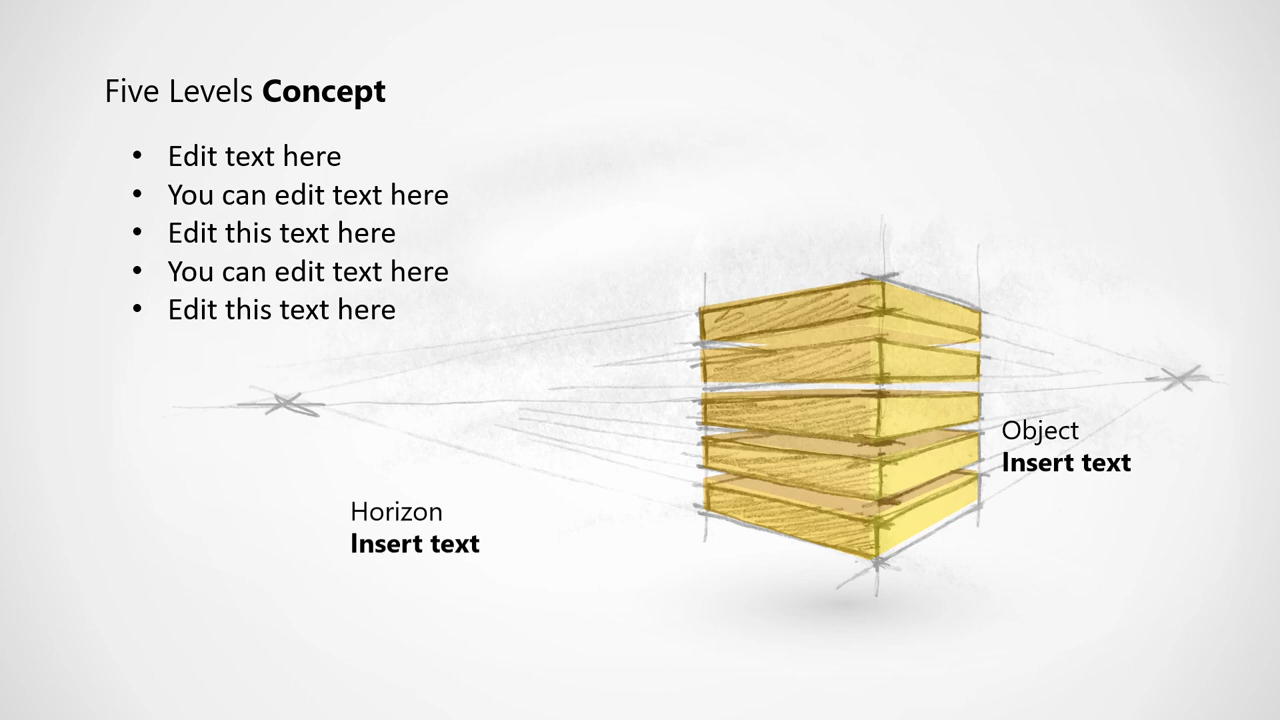 Five Levels Concept
• Edit text here
• You can edit text here
• Edit this text here
• You can edit text here
• Edit this text here
Object
Insert text
Horizon
Insert text